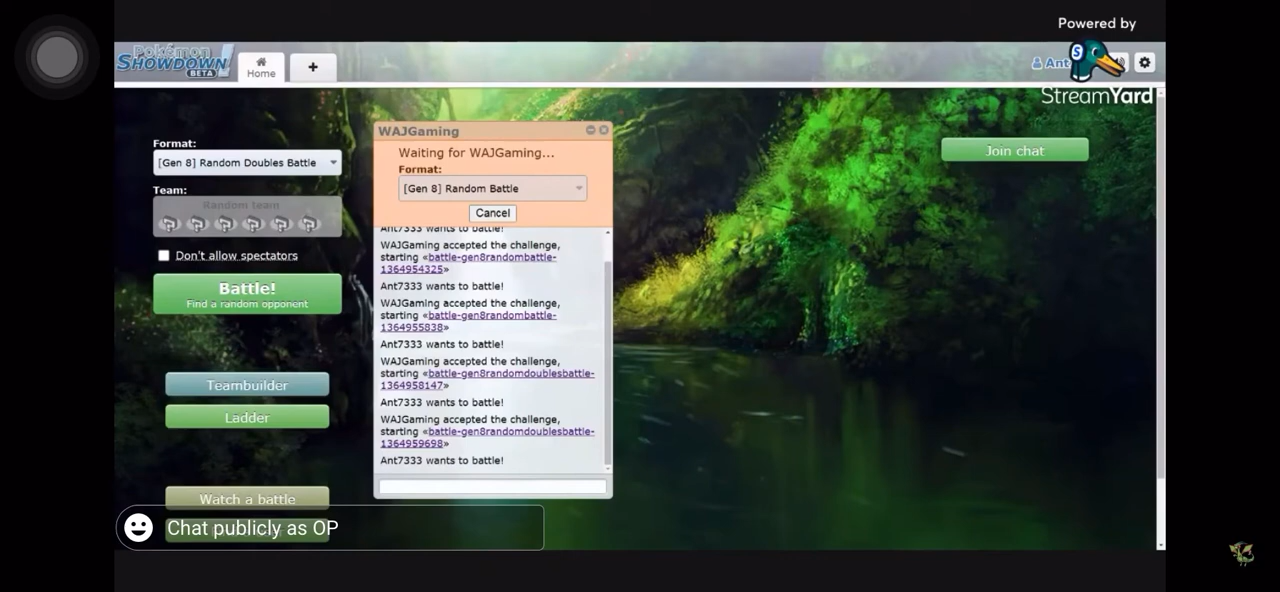 Powered by
Pokémon
SHOWDOWN!
BETA
Home
+
Ant
S
StreamYard
Format:
[Gen 8] Random Doubles Battle
Team:
Random team
Don't allow spectators
Battle!
Find a random opponent
Teambuilder
Ladder
Watch a battle
WAJGaming
Waiting for WAJGaming...
Format:
[Gen 8] Random Battle
Cancel
Ant7333 wants to battle!
WAJGaming accepted the challenge,
starting «battle-gen8randombattle-
1364954325»
Ant7333 wants to battle!
WAJGaming accepted the challenge,
starting «battle-gen8randombattle-
1364955838»
Ant7333 wants to battle!
WAJGaming accepted the challenge,
starting «battle-gen8randomdoublesbattle-
1364958147»
Ant7333 wants to battle!
WAJGaming accepted the challenge,
starting «battle-gen8randomdoublesbattle-
1364959698»
Ant7333 wants to battle!
Join chat
Chat publicly as OP